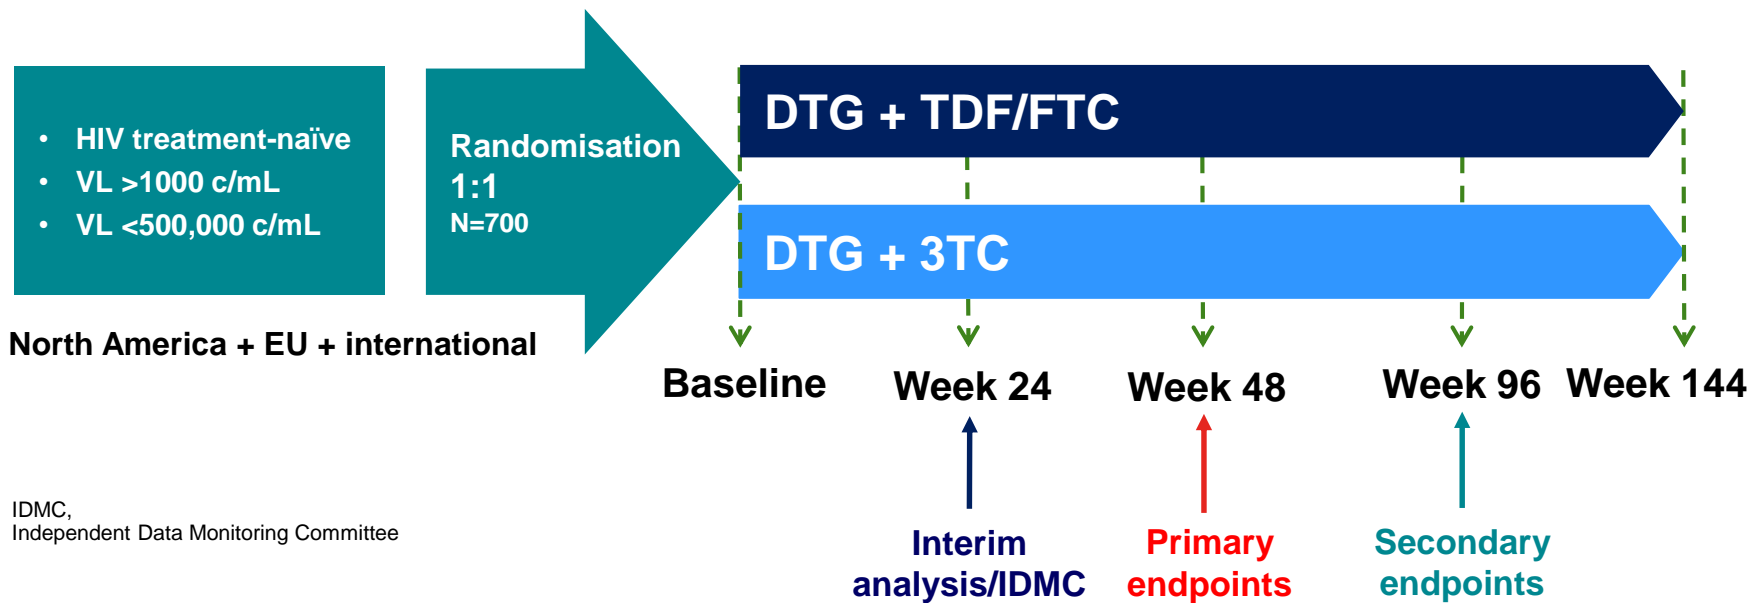 • HIV treatment-naïve
• VL >1000 c/mL
• VL <500,000 c/mL
North America + EU + international
Randomisation
1:1
N=700
DTG + TDF/FTC
DTG + 3TC
Baseline
Week 24
Week 48
Week 96
Week 144
Interim
analysis/IDMC
Primary
endpoints
Secondary
endpoints
IDMC,
Independent Data Monitoring Committee